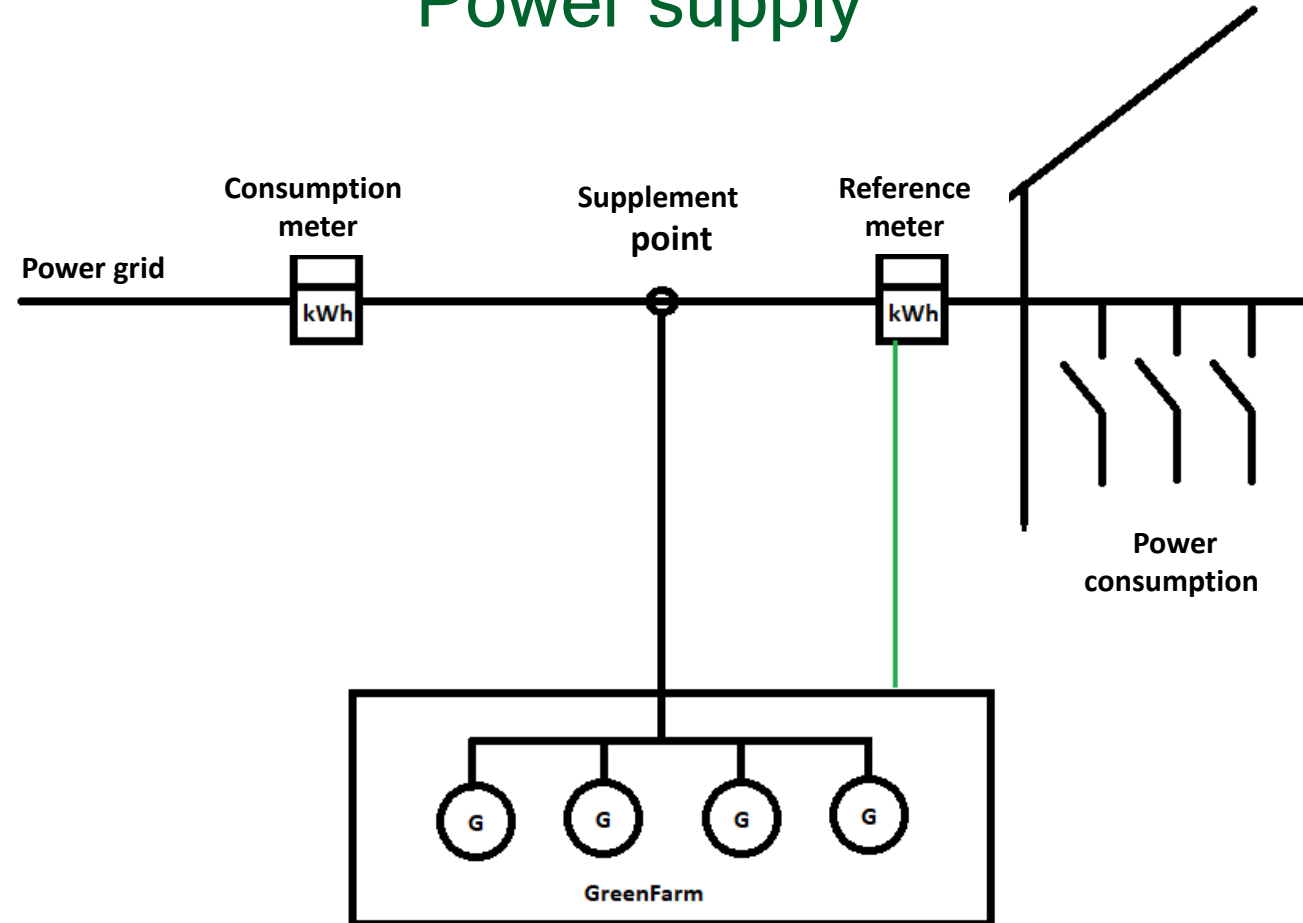 Power supply
Consumption
meter
Supplement
point
Reference
meter
Power grid
kWh
kWh
Power
consumption
G
G
G
G
GreenFarm